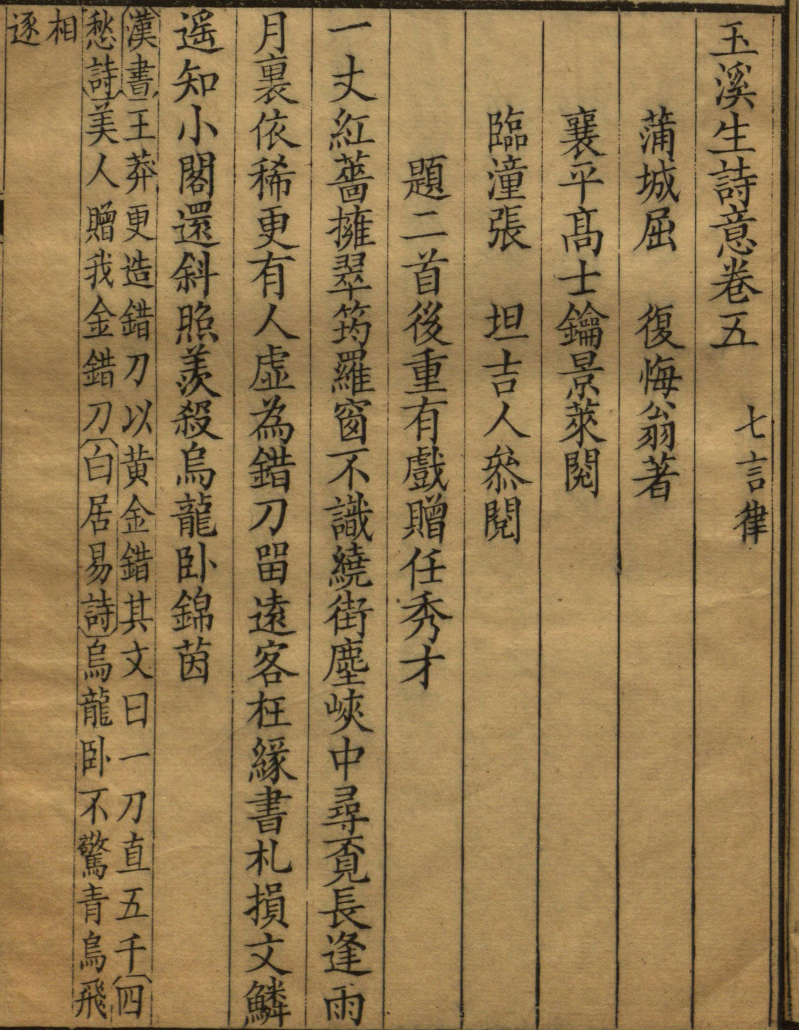 玉溪生詩意卷五
七言律
蒲城屈 復悔翁著
襄平高士鑰景萊閱
臨潼張 坦吉人叅閱
題二首後重有戲贈任秀才
一丈紅薔擁翠筠羅窗不識繞街塵峽中尋覔長逢雨
月裏依稀更有人虛為錯刀留遠客枉緣書札損文鱗
遥知小閣還斜照羨殺烏龍卧錦茵
漢書王莽更造錯刀以黄金錯其文曰一刀直五千四
愁詩美人贈我金錯刀白居易詩烏龍卧不驚青鳥飛
相
逐